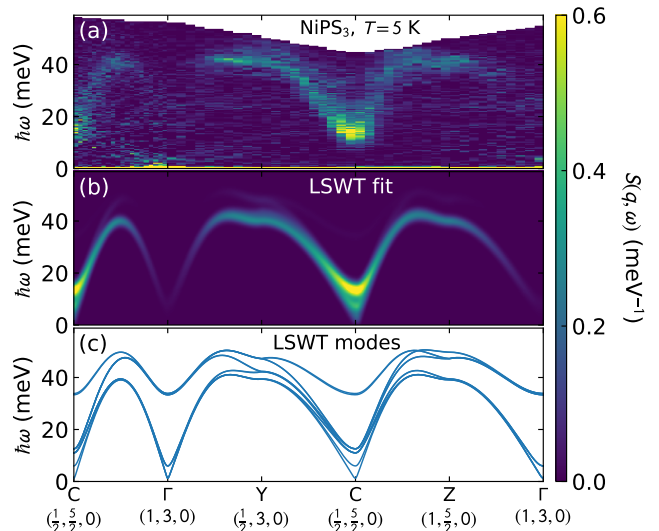 (a) NiPS₃, T=5 K
ħω (meV)
40
20
0
(b) LSWT fit
ħω (meV)
40
20
0
(c) LSWT modes
ħω (meV)
40
20
0
C Γ Y C Z Γ
(½,5/2,0) (1,3,0) (½,3,0) (½,5/2,0) (1,5/2,0) (1,3,0)
0.6
0.4
0.2
0.0
S(q,ω) (meV⁻¹)